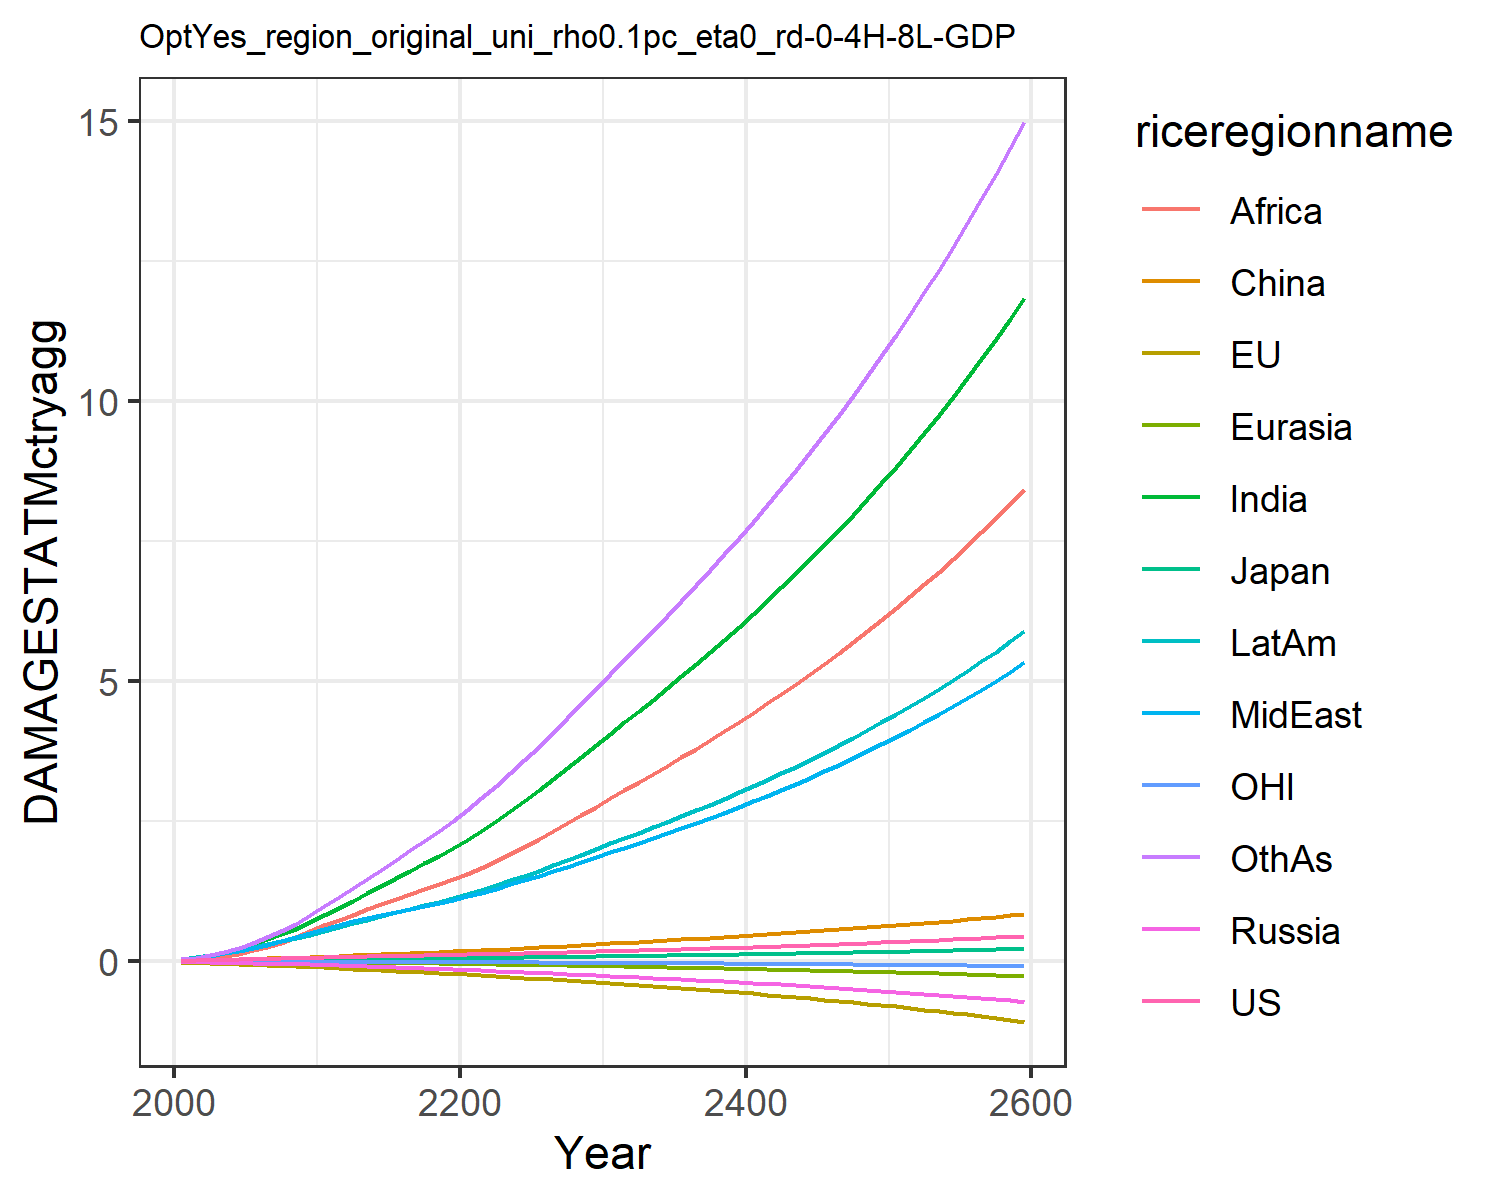 OptYes_region_original_uni_rho0.1pc_eta0_rd-0-4H-8L-GDP
DAMAGESTATMctryagg
15
10
5
0
2000
2200
2400
2600
Year
riceregionname
Africa
China
EU
Eurasia
India
Japan
LatAm
MidEast
OHI
OthAs
Russia
US